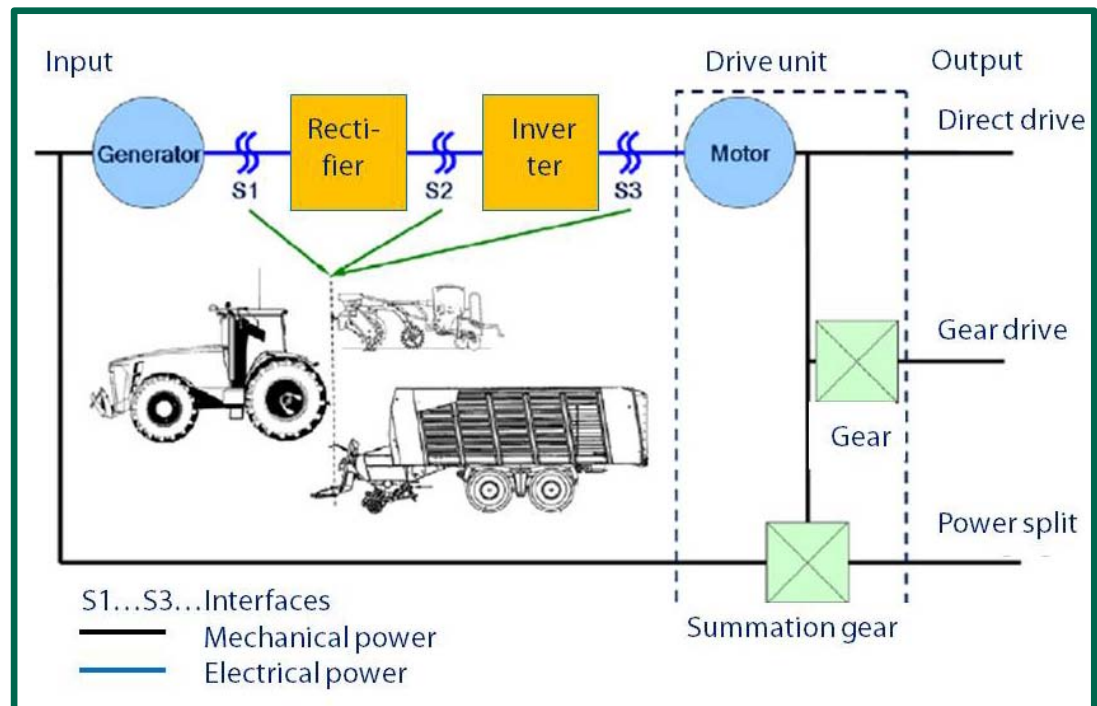 Input
Drive unit
Output
Generator
Recti-
fier
Inver
ter
Motor
Direct drive
S1
S2
S3
Gear drive
Gear
Power split
S1...S3...Interfaces
Mechanical power
Electrical power
Summation gear